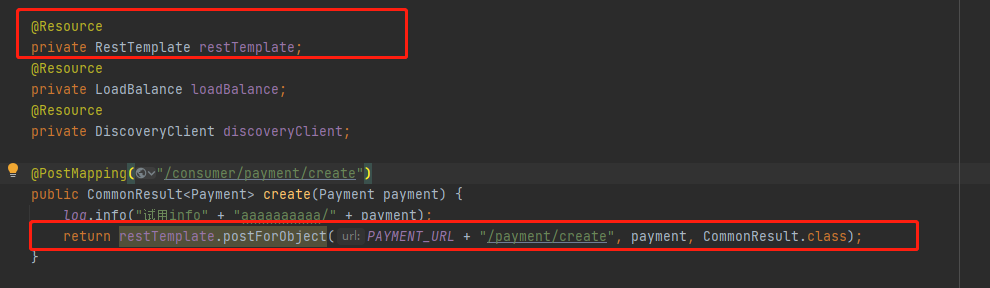 @Resource
private RestTemplate restTemplate;
@Resource
private LoadBalance loadBalance;
@Resource
private DiscoveryClient discoveryClient;
@PostMapping("/consumer/payment/create")
public CommonResult<Payment> create(Payment payment) {
log.info("试用info" + "aaaaaaaaaa/" + payment);
return restTemplate.postForObject( url: PAYMENT_URL + "/payment/create", payment, CommonResult.class);
}